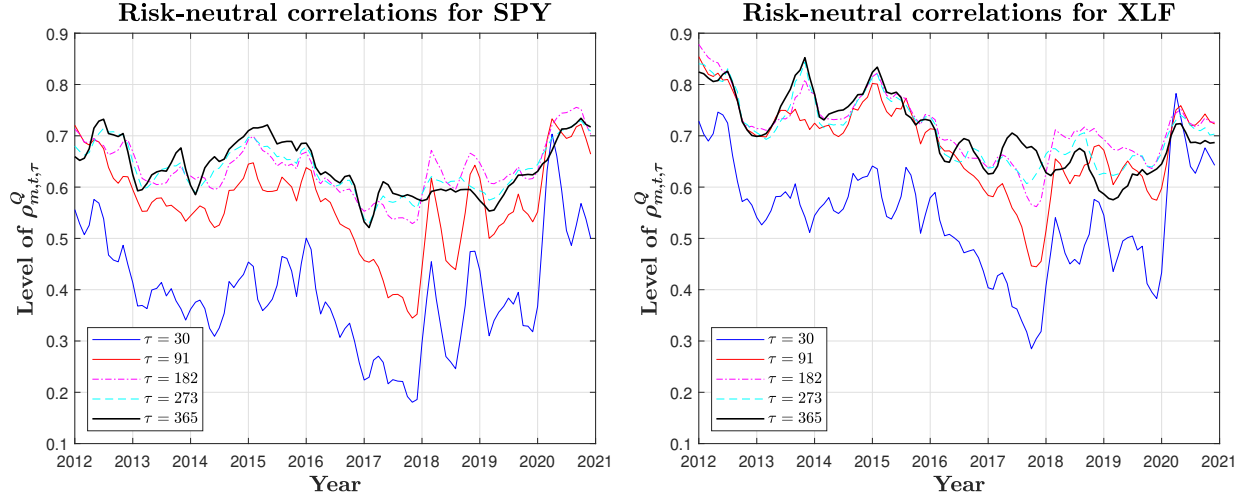 Risk-neutral correlations for SPY
Level of ρ^Q_{m,t,τ}
0.9
0.8
0.7
0.6
0.5
0.4
0.3
0.2
0.1
τ = 30
τ = 91
τ = 182
τ = 273
τ = 365
2012 2013 2014 2015 2016 2017 2018 2019 2020 2021
Year
Risk-neutral correlations for XLF
Level of ρ^Q_{m,t,τ}
0.9
0.8
0.7
0.6
0.5
0.4
0.3
0.2
0.1
τ = 30
τ = 91
τ = 182
τ = 273
τ = 365
2012 2013 2014 2015 2016 2017 2018 2019 2020 2021
Year